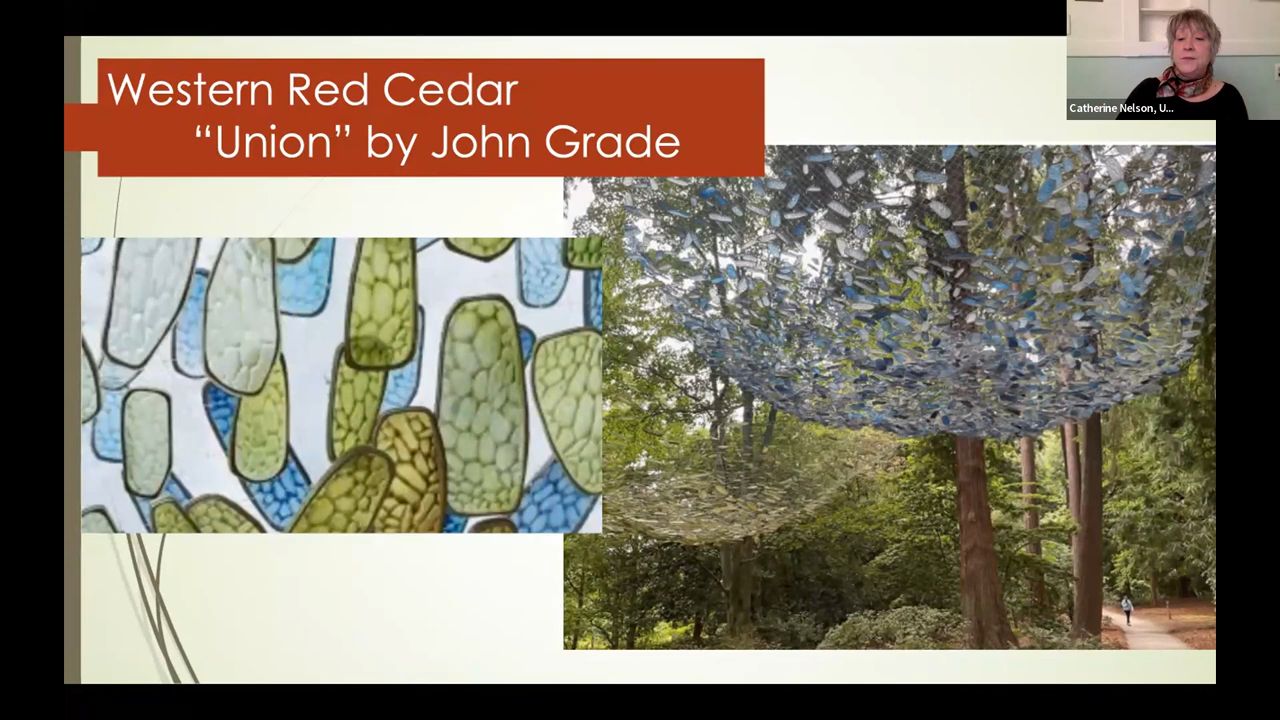 Western Red Cedar
“Union” by John Grade
Catherine Nelson, U...